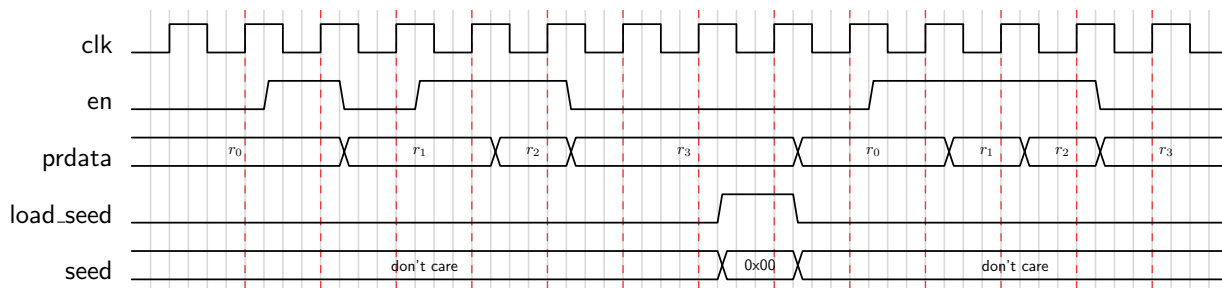 clk
en
prdata r₀ r₁ r₂ r₃ r₀ r₁ r₂ r₃
load_seed
seed don't care 0x00 don't care